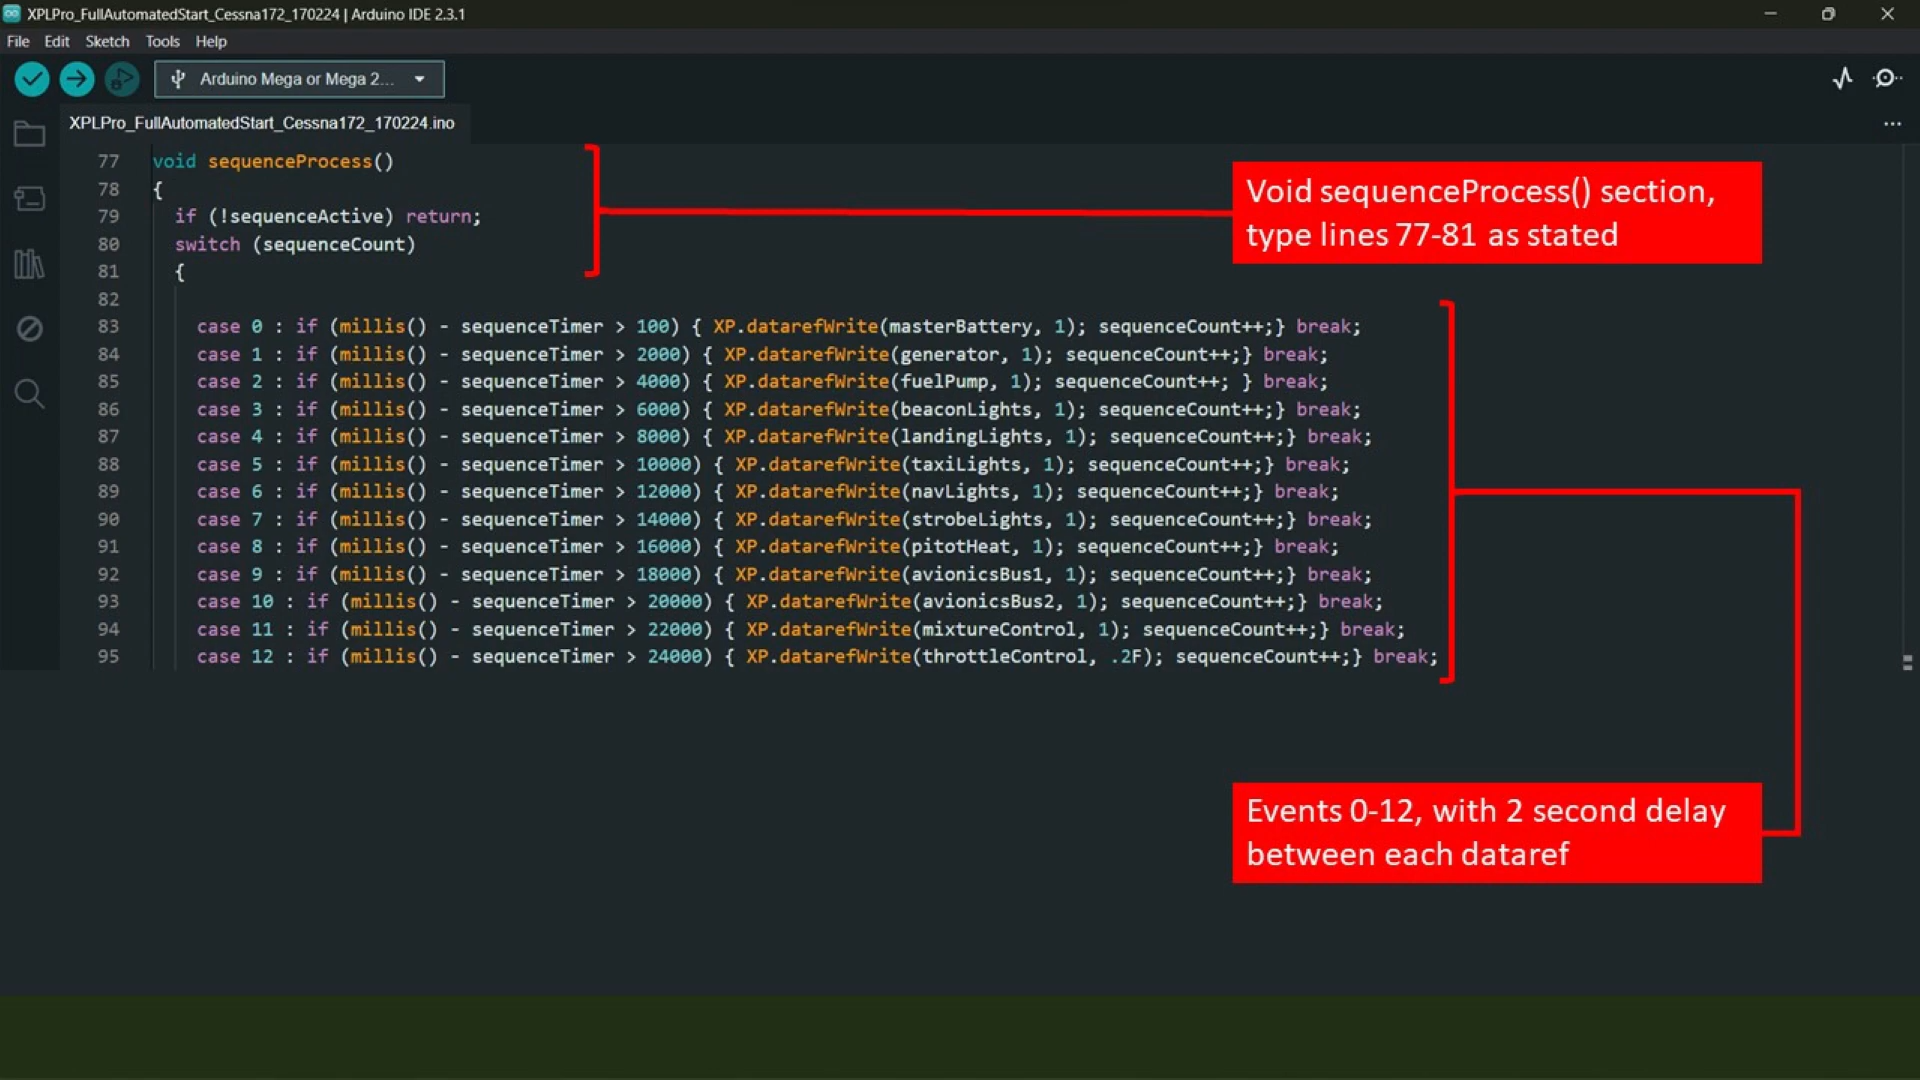 XPLPro_FullAutomatedStart_Cessna172_170224 | Arduino IDE 2.3.1
File Edit Sketch Tools Help
Arduino Mega or Mega 2...
XPLPro_FullAutomatedStart_Cessna172_170224.ino
77 void sequenceProcess()
78 {
79 if (!sequenceActive) return;
80 switch (sequenceCount)
81 {
82
83 case 0 : if (millis() - sequenceTimer > 100) { XP.datarefWrite(masterBattery, 1); sequenceCount++;} break;
84 case 1 : if (millis() - sequenceTimer > 2000) { XP.datarefWrite(generator, 1); sequenceCount++;} break;
85 case 2 : if (millis() - sequenceTimer > 4000) { XP.datarefWrite(fuelPump, 1); sequenceCount++; } break;
86 case 3 : if (millis() - sequenceTimer > 6000) { XP.datarefWrite(beaconLights, 1); sequenceCount++;} break;
87 case 4 : if (millis() - sequenceTimer > 8000) { XP.datarefWrite(landingLights, 1); sequenceCount++;} break;
88 case 5 : if (millis() - sequenceTimer > 10000) { XP.datarefWrite(taxiLights, 1); sequenceCount++;} break;
89 case 6 : if (millis() - sequenceTimer > 12000) { XP.datarefWrite(navLights, 1); sequenceCount++;} break;
90 case 7 : if (millis() - sequenceTimer > 14000) { XP.datarefWrite(strobeLights, 1); sequenceCount++;} break;
91 case 8 : if (millis() - sequenceTimer > 16000) { XP.datarefWrite(pitotHeat, 1); sequenceCount++;} break;
92 case 9 : if (millis() - sequenceTimer > 18000) { XP.datarefWrite(avionicsBus1, 1); sequenceCount++;} break;
93 case 10 : if (millis() - sequenceTimer > 20000) { XP.datarefWrite(avionicsBus2, 1); sequenceCount++;} break;
94 case 11 : if (millis() - sequenceTimer > 22000) { XP.datarefWrite(mixtureControl, 1); sequenceCount++;} break;
95 case 12 : if (millis() - sequenceTimer > 24000) { XP.datarefWrite(throttleControl, .2F); sequenceCount++;} break;
Void sequenceProcess() section,
type lines 77-81 as stated
Events 0-12, with 2 second delay
between each dataref